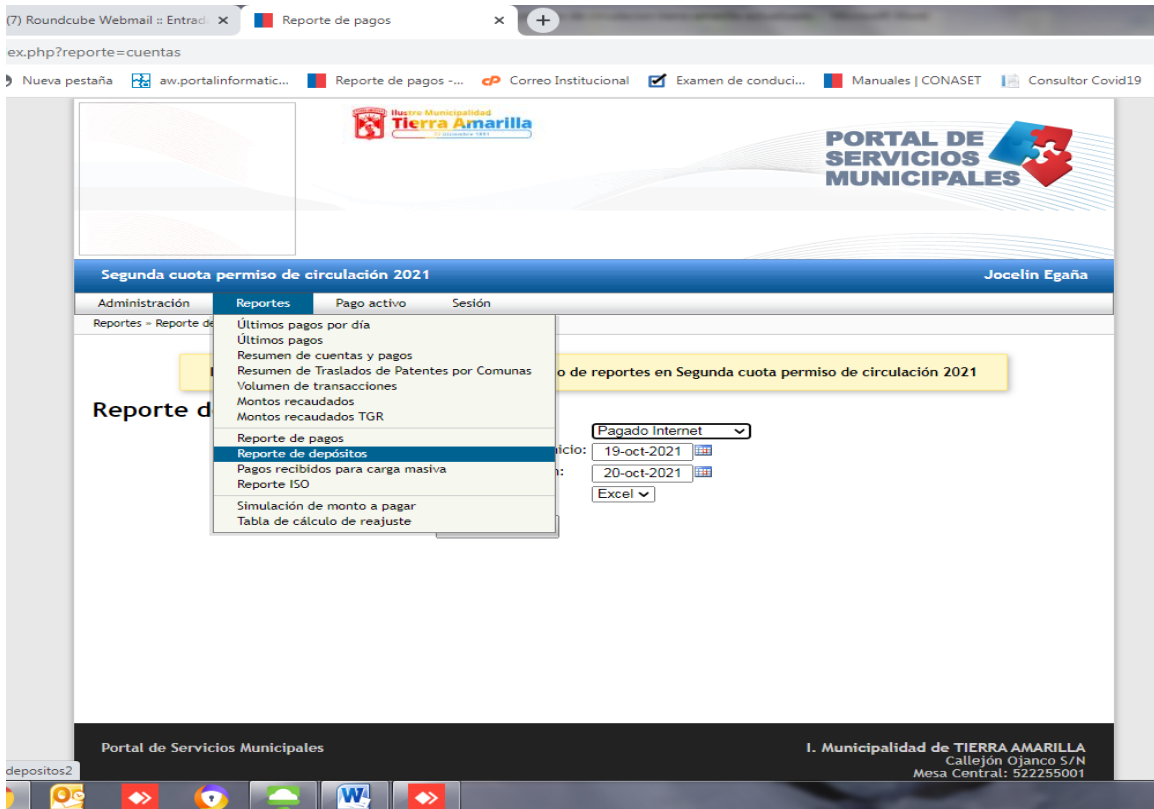 (7) Roundcube Webmail :: Entrad
Reporte de pagos
ex.php?reporte=cuentas
Nueva pestaña
aw.portalinformatic...
Reporte de pagos -...
Correo Institucional
Examen de conduci...
Manuales | CONASET
Consultor Covid19
Ilustre Municipalidad
Tierra Amarilla
PORTAL DE
SERVICIOS
MUNICIPALES
Segunda cuota permiso de circulación 2021
Jocelin Egaña
Administración
Reportes
Pago activo
Sesión
Reportes » Reporte de
Últimos pagos por día
Últimos pagos
Resumen de cuentas y pagos
Resumen de Traslados de Patentes por Comunas
Volumen de transacciones
Montos recaudados
Montos recaudados TGR
Reporte de pagos
Reporte de depósitos
Pagos recibidos para carga masiva
Reporte ISO
Simulación de monto a pagar
Tabla de cálculo de reajuste
o de reportes en Segunda cuota permiso de circulación 2021
Reporte d
Pagado Internet
icio:
19-oct-2021
20-oct-2021
Excel
Portal de Servicios Municipales
I. Municipalidad de TIERRA AMARILLA
Callejón Ojanco S/N
Mesa Central: 522255001
depositos2